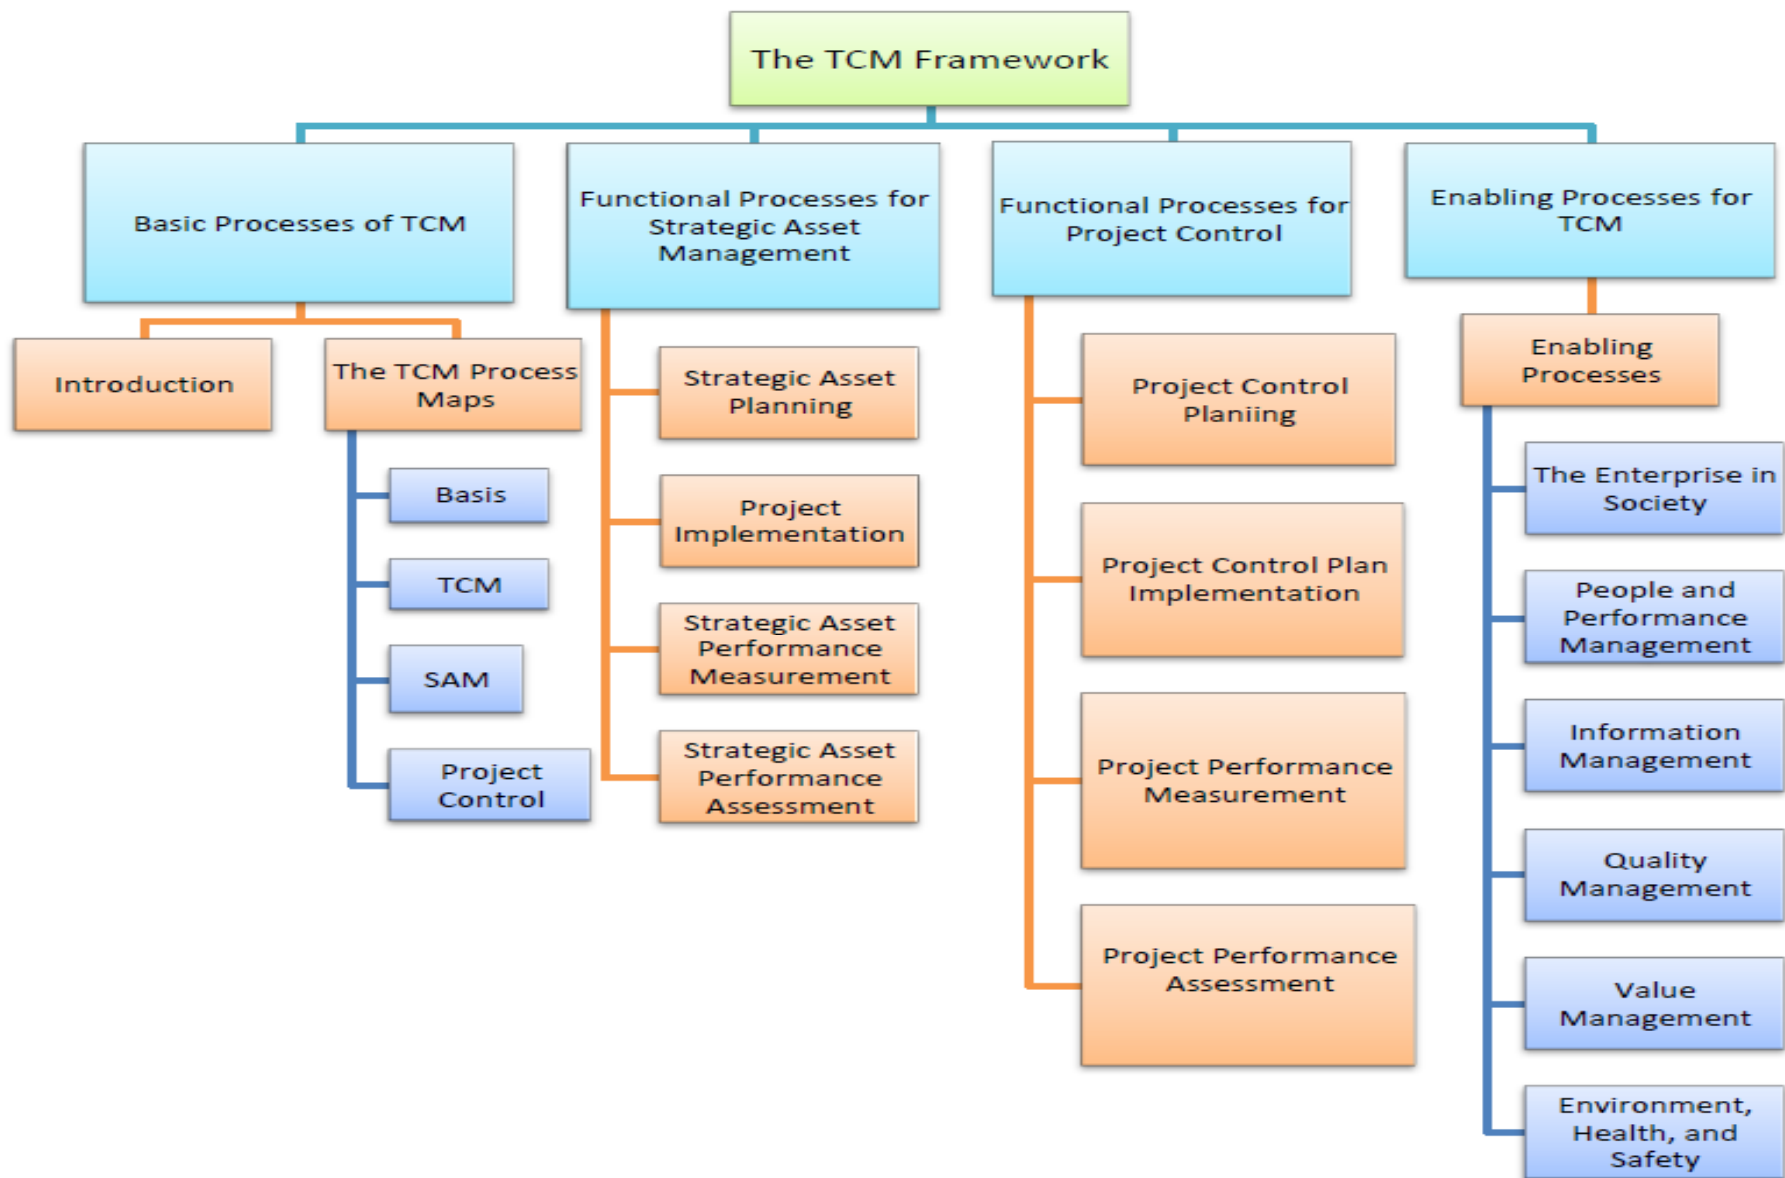 The TCM Framework
Basic Processes of TCM
Functional Processes for
Strategic Asset
Management
Functional Processes for
Project Control
Enabling Processes for
TCM
Introduction
The TCM Process
Maps
Basis
TCM
SAM
Project
Control
Strategic Asset
Planning
Project
Implementation
Strategic Asset
Performance
Measurement
Strategic Asset
Performance
Assessment
Project Control
Planiing
Project Control Plan
Implementation
Project Performance
Measurement
Project Performance
Assessment
Enabling
Processes
The Enterprise in
Society
People and
Performance
Management
Information
Management
Quality
Management
Value
Management
Environment,
Health, and
Safety